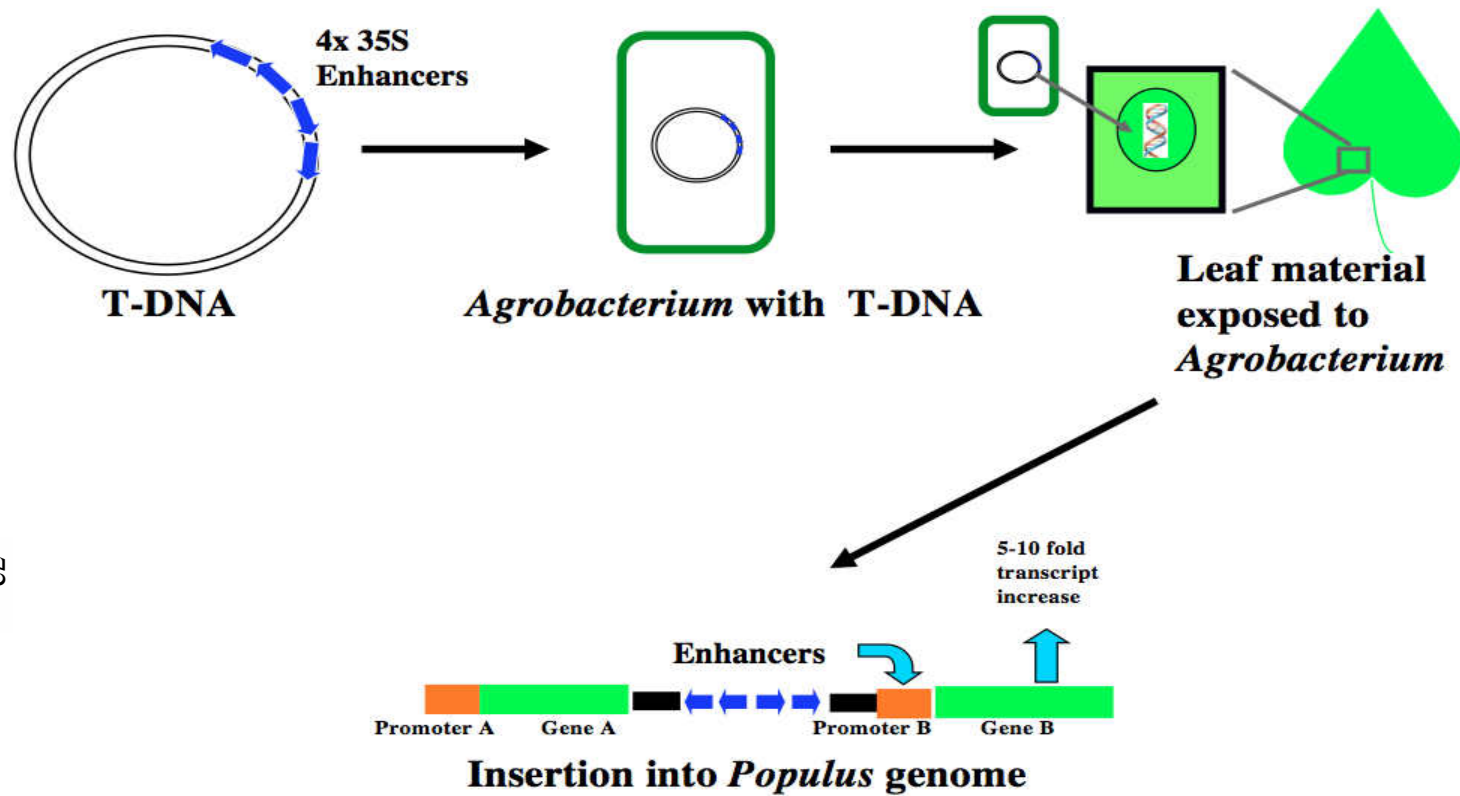 4x 35S
Enhancers
T-DNA
Agrobacterium with T-DNA
Leaf material
exposed to
Agrobacterium
5-10 fold
transcript
increase
Enhancers
Promoter A
Gene A
Promoter B
Gene B
Insertion into Populus genome